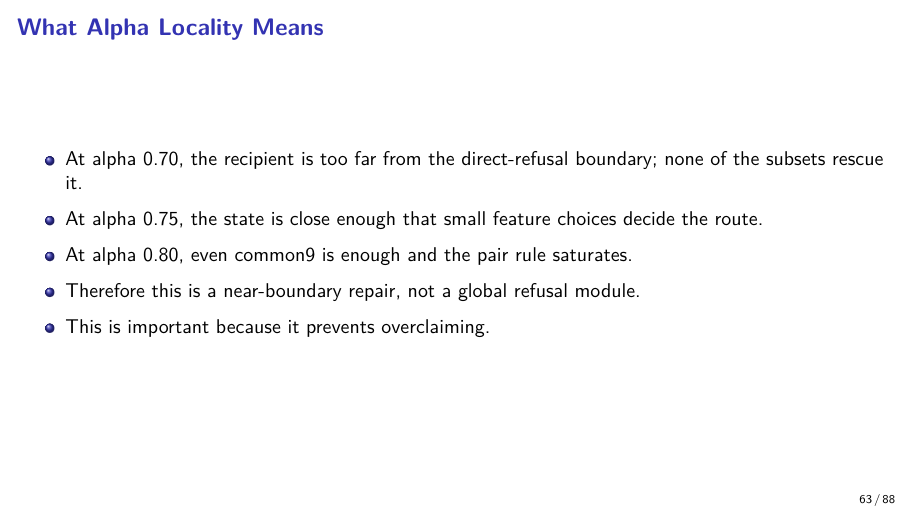 What Alpha Locality Means
At alpha 0.70, the recipient is too far from the direct-refusal boundary; none of the subsets rescue
it.
At alpha 0.75, the state is close enough that small feature choices decide the route.
At alpha 0.80, even common9 is enough and the pair rule saturates.
Therefore this is a near-boundary repair, not a global refusal module.
This is important because it prevents overclaiming.
63 / 88